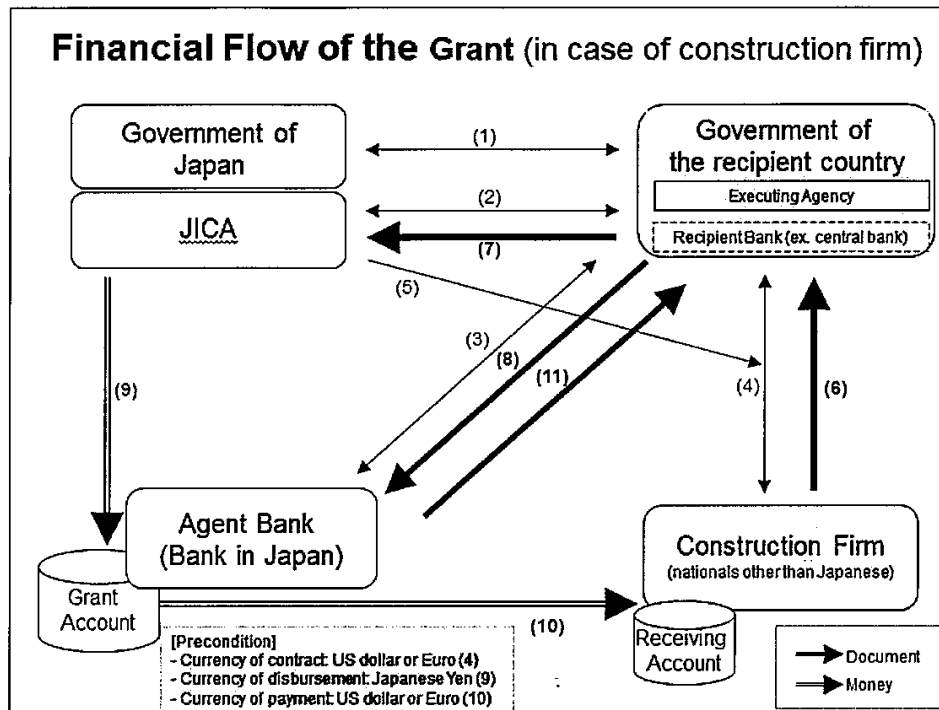 Financial Flow of the Grant (in case of construction firm)
Government of
Japan
(1)
Government of
the recipient country
Executing Agency
Recipient Bank (ex. central bank)
JICA
(2)
(7)
(5)
(3)
(8)
(11)
(4)
(6)
(9)
Agent Bank
(Bank in Japan)
Construction Firm
(nationals other than Japanese)
Grant
Account
(10)
Receiving
Account
[Precondition]
- Currency of contract: US dollar or Euro (4)
- Currency of disbursement: Japanese Yen (9)
- Currency of payment: US dollar or Euro (10)
Document
Money